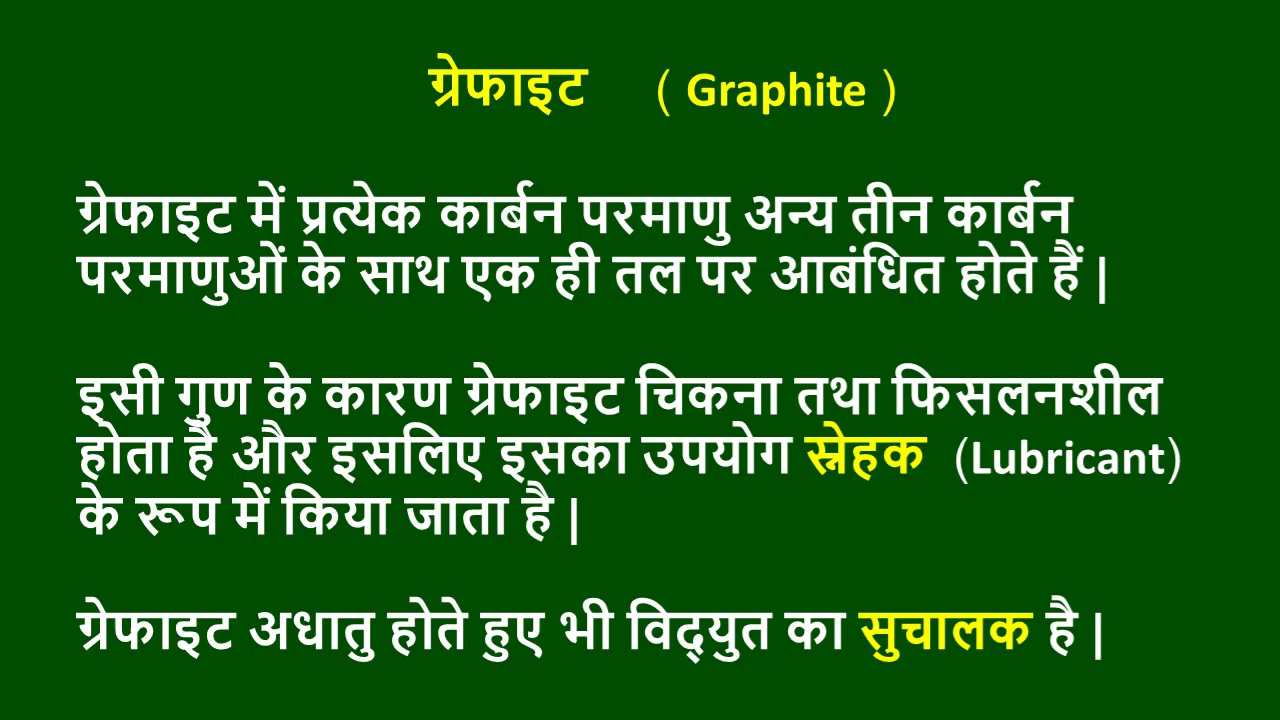 ग्रेफाइट ( Graphite )
ग्रेफाइट में प्रत्येक कार्बन परमाणु अन्य तीन कार्बन
परमाणुओं के साथ एक ही तल पर आबंधित होते हैं |
इसी गुण के कारण ग्रेफाइट चिकना तथा फिसलनशील
होता है और इसलिए इसका उपयोग स्नेहक (Lubricant)
के रूप में किया जाता है |
ग्रेफाइट अधातु होते हुए भी विद्युत का सुचालक है |